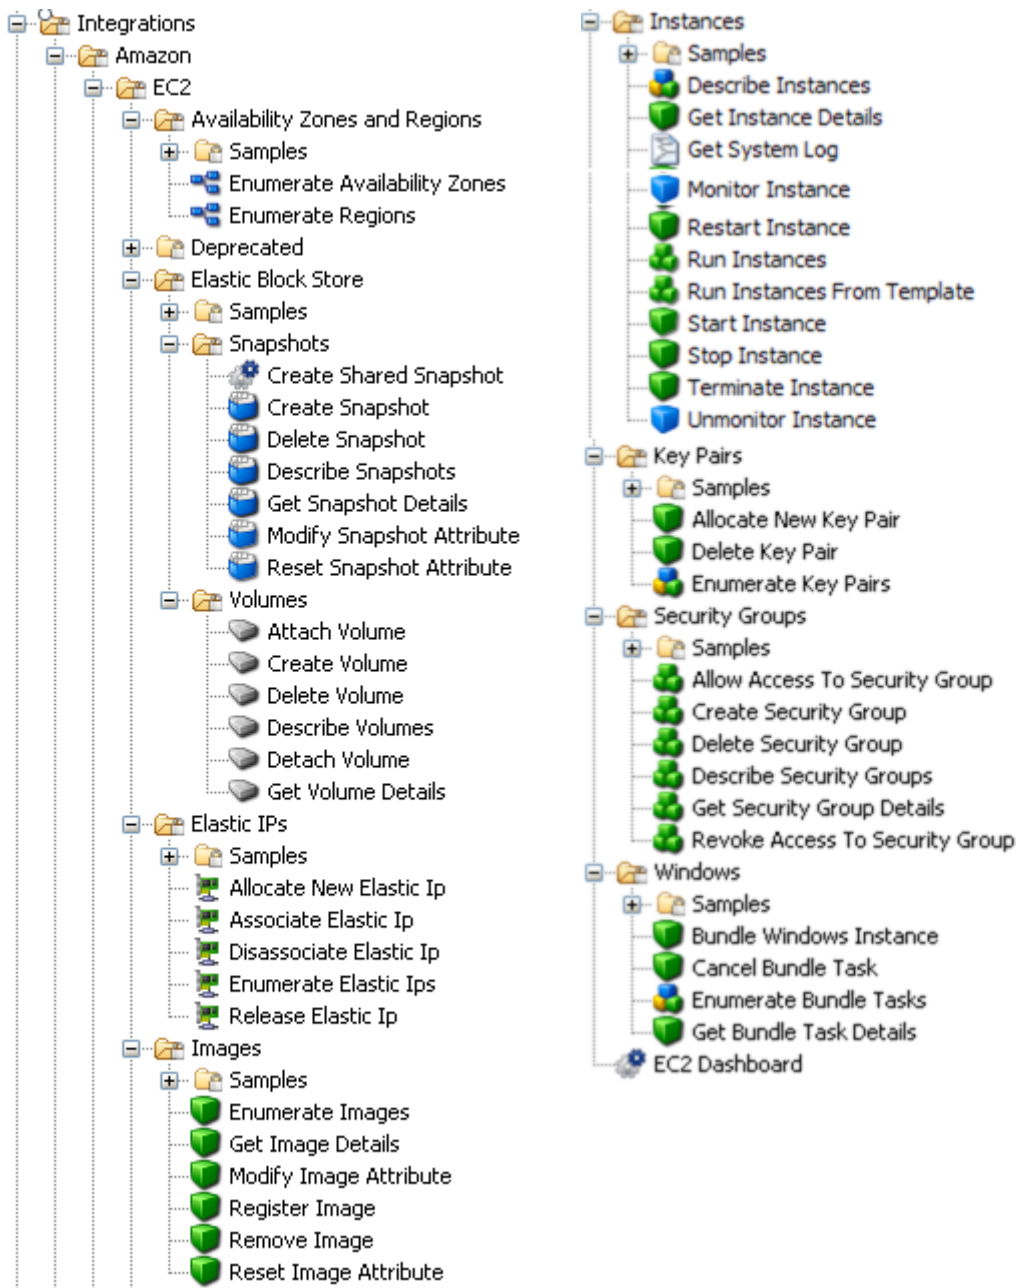 Integrations
Amazon
EC2
Availability Zones and Regions
Samples
Enumerate Availability Zones
Enumerate Regions
Deprecated
Elastic Block Store
Samples
Snapshots
Create Shared Snapshot
Create Snapshot
Delete Snapshot
Describe Snapshots
Get Snapshot Details
Modify Snapshot Attribute
Reset Snapshot Attribute
Volumes
Attach Volume
Create Volume
Delete Volume
Describe Volumes
Detach Volume
Get Volume Details
Elastic IPs
Samples
Allocate New Elastic Ip
Associate Elastic Ip
Disassociate Elastic Ip
Enumerate Elastic Ips
Release Elastic Ip
Images
Samples
Enumerate Images
Get Image Details
Modify Image Attribute
Register Image
Remove Image
Reset Image Attribute
Instances
Samples
Describe Instances
Get Instance Details
Get System Log
Monitor Instance
Restart Instance
Run Instances
Run Instances From Template
Start Instance
Stop Instance
Terminate Instance
Unmonitor Instance
Key Pairs
Samples
Allocate New Key Pair
Delete Key Pair
Enumerate Key Pairs
Security Groups
Samples
Allow Access To Security Group
Create Security Group
Delete Security Group
Describe Security Groups
Get Security Group Details
Revoke Access To Security Group
Windows
Samples
Bundle Windows Instance
Cancel Bundle Task
Enumerate Bundle Tasks
Get Bundle Task Details
EC2 Dashboard